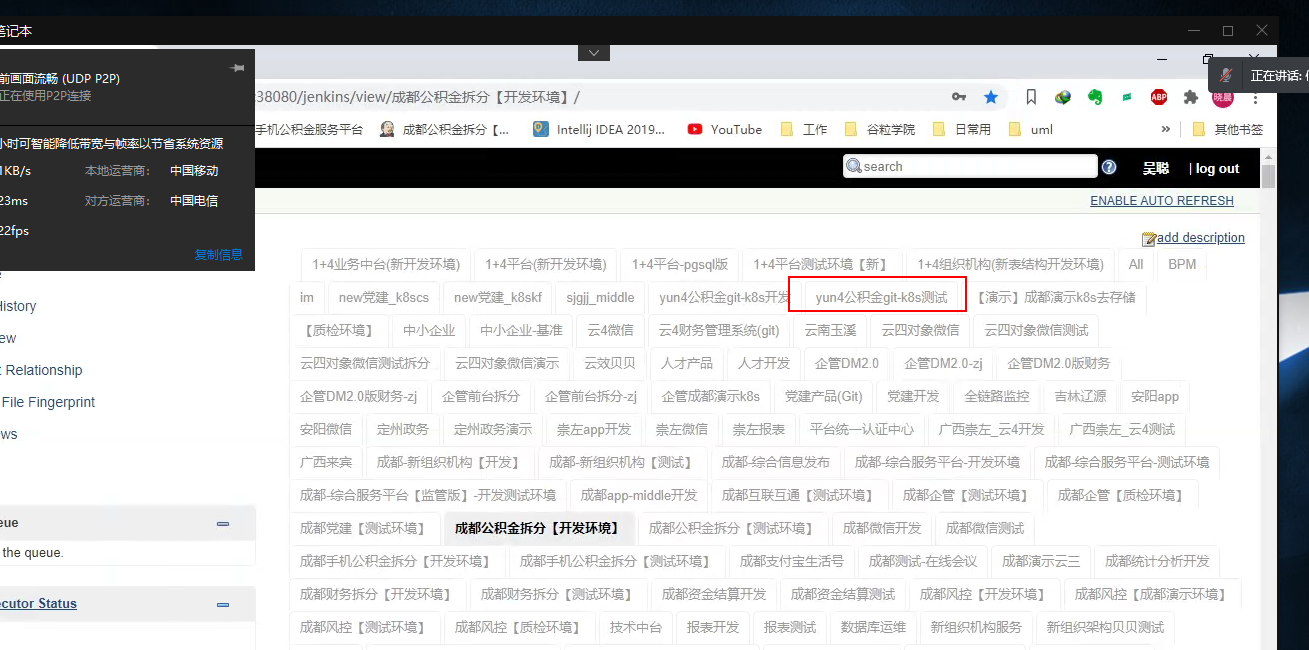 笔记本
前画面流畅 (UDP P2P)
正在使用P2P连接
小时可智能降低带宽与帧率以节省系统资源
1KB/s 本地运营商: 中国移动
23ms 对方运营商: 中国电信
22fps
复制信息
正在讲话:
:38080/jenkins/view/成都公积金拆分【开发环境】/
ABP
晓晨
手机公积金服务平台 成都公积金拆分【... Intellij IDEA 2019... YouTube 工作 谷粒学院 日常用 uml » 其他书签
search 吴聪 | log out
ENABLE AUTO REFRESH
add description
1+4业务中台(新开发环境) 1+4平台(新开发环境) 1+4平台-pgsql版 1+4平台测试环境【新】 1+4组织机构(新表结构开发环境) All BPM
im new党建_k8scs new党建_k8skf sjgjj_middle yun4公积金git-k8s开发 yun4公积金git-k8s测试 【演示】成都演示k8s去存储
【质检环境】 中小企业 中小企业-基准 云4微信 云4财务管理系统(git) 云南玉溪 云四对象微信 云四对象微信测试
云四对象微信测试拆分 云四对象微信演示 云效贝贝 人才产品 人才开发 企管DM2.0 企管DM2.0-zj 企管DM2.0版财务
企管DM2.0版财务-zj 企管前台拆分 企管前台拆分-zj 企管成都演示k8s 党建产品(Git) 党建开发 全链路监控 吉林辽源 安阳app
安阳微信 定州政务 定州政务演示 崇左app开发 崇左微信 崇左报表 平台统一认证中心 广西崇左_云4开发 广西崇左_云4测试
广西来宾 成都-新组织机构【开发】 成都-新组织机构【测试】 成都-综合信息发布 成都-综合服务平台-开发环境 成都-综合服务平台-测试环境
成都-综合服务平台【监管版】-开发测试环境 成都app-middle开发 成都互联互通【测试环境】 成都企管【测试环境】 成都企管【质检环境】
成都党建【测试环境】 成都公积金拆分【开发环境】 成都公积金拆分【测试环境】 成都微信开发 成都微信测试
成都手机公积金拆分【开发环境】 成都手机公积金拆分【测试环境】 成都支付宝生活号 成都测试-在线会议 成都演示云三 成都统计分析开发
成都财务拆分【开发环境】 成都财务拆分【测试环境】 成都资金结算开发 成都资金结算测试 成都风控【开发环境】 成都风控【成都演示环境】
成都风控【测试环境】 成都风控【质检环境】 技术中台 报表开发 报表测试 数据库运维 新组织机构服务 新组织架构贝贝测试
History
ew
Relationship
File Fingerprint
ws
eue
the queue.
ecutor Status